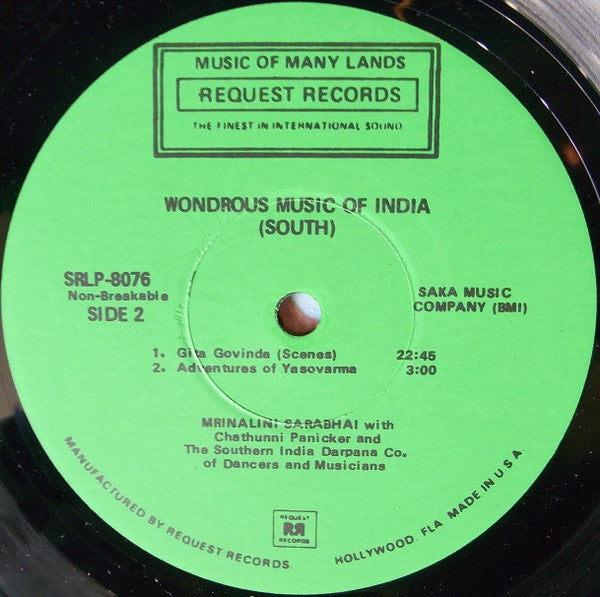 MUSIC OF MANY LANDS
REQUEST RECORDS
THE FINEST IN INTERNATIONAL SOUND
WONDROUS MUSIC OF INDIA
(SOUTH)
SRLP-8076
Non-Breakable
SIDE 2
SAKA MUSIC
COMPANY (BMI)
1. Gita Govinda (Scenes) 22:45
2. Adventures of Yasovarma 3:00
MRINALINI SARABHAI with
Chathunni Panicker and
The Southern India Darpana Co.
of Dancers and Musicians
REQUEST
RR
RECORDS
MANUFACTURED BY REQUEST RECORDS. HOLLYWOOD. FLA MADE IN U.S.A.